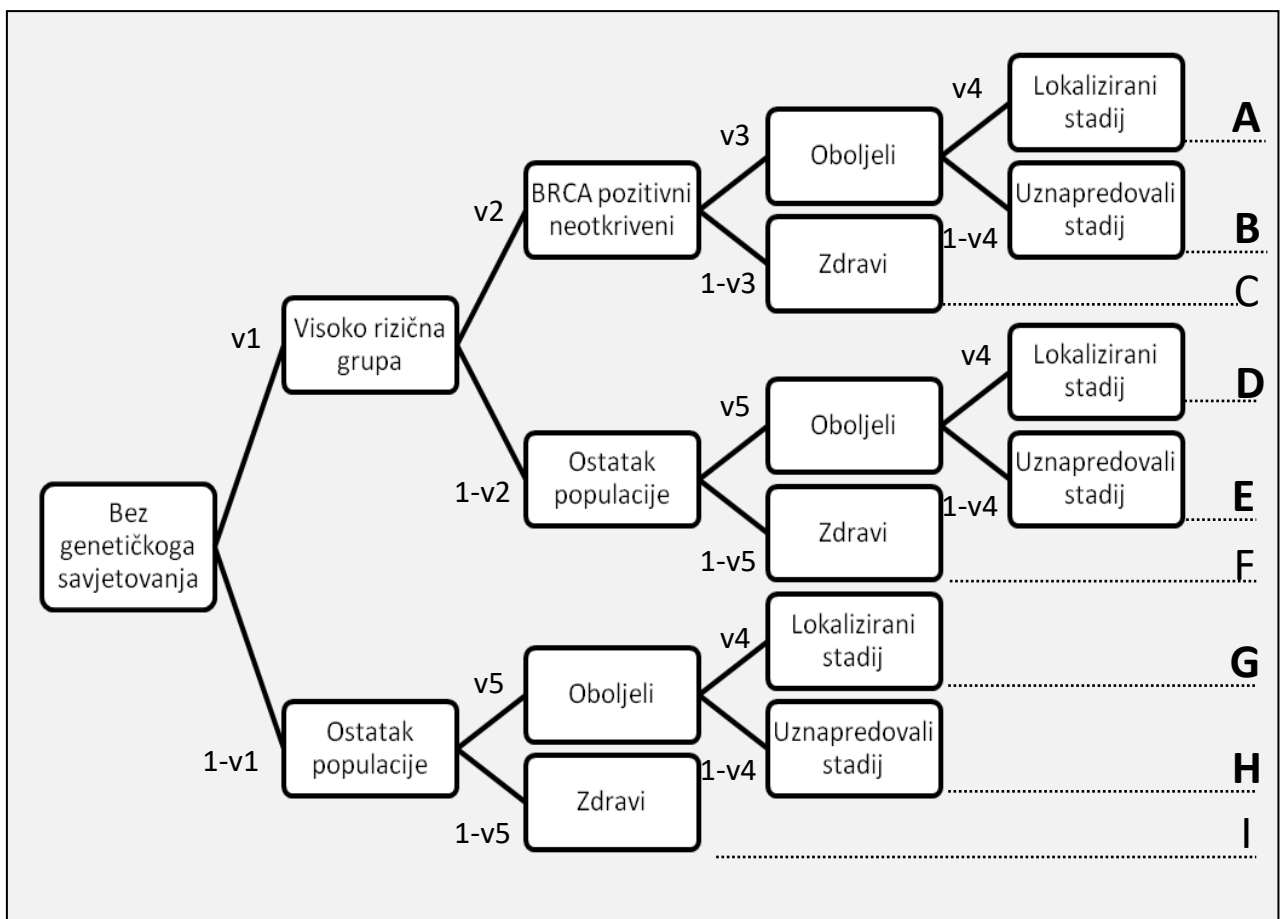 v4
Lokalizirani
stadij
A
v3
Oboljeli
Uznapredovali
stadij
B
v2
BRCA pozitivni
neotkriveni
1-v4
Zdravi
1-v3
C
v1
Visoko rizična
grupa
v4
Lokalizirani
stadij
D
v5
Oboljeli
Uznapredovali
stadij
E
1-v2
Ostatak
populacije
1-v4
Zdravi
1-v5
F
Bez
genetičkoga
savjetovanja
v4
Lokalizirani
stadij
G
v5
Oboljeli
Uznapredovali
stadij
H
1-v1
Ostatak
populacije
1-v4
Zdravi
1-v5
I